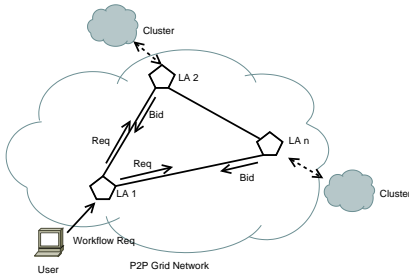 Cluster
LA 2
Bid
Req
LA n
Req
Bid
LA 1
Cluster
Workflow Req
User
P2P Grid Network